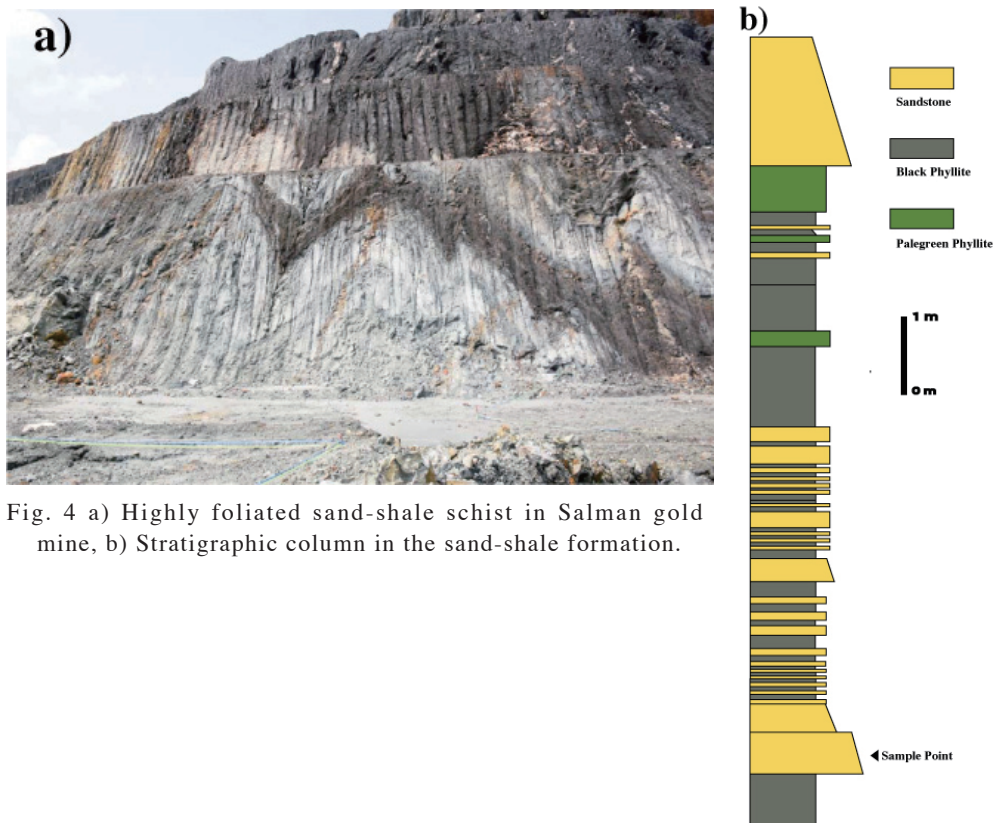 a)
b)
Sandstone
Black Phyllite
Palegreen Phyllite
1 m
0 m
Sample Point
Fig. 4 a) Highly foliated sand-shale schist in Salman gold
mine, b) Stratigraphic column in the sand-shale formation.